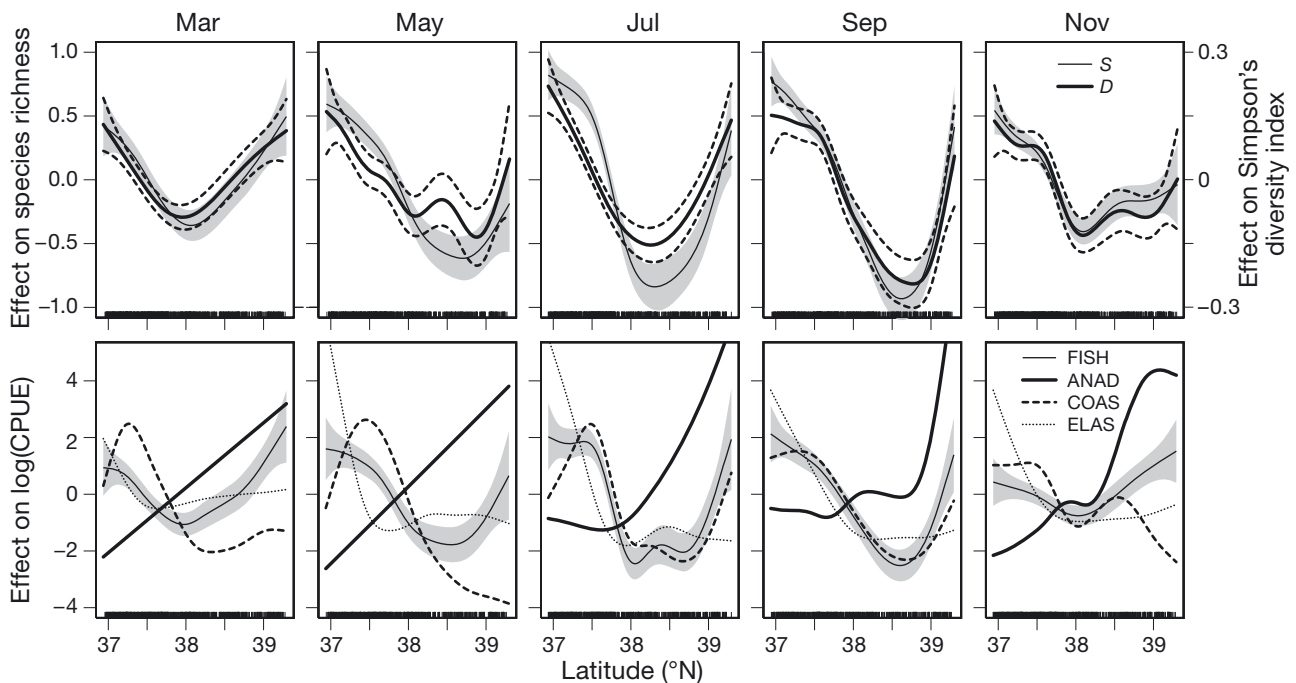 Mar May Jul Sep Nov
Effect on species richness
1.0
0.5
0.0
−0.5
−1.0
S
D
0.3
0
−0.3
Effect on Simpson's
diversity index
Effect on log(CPUE)
4
2
0
−2
−4
FISH
ANAD
COAS
ELAS
37 38 39 37 38 39 37 38 39 37 38 39 37 38 39
Latitude (°N)